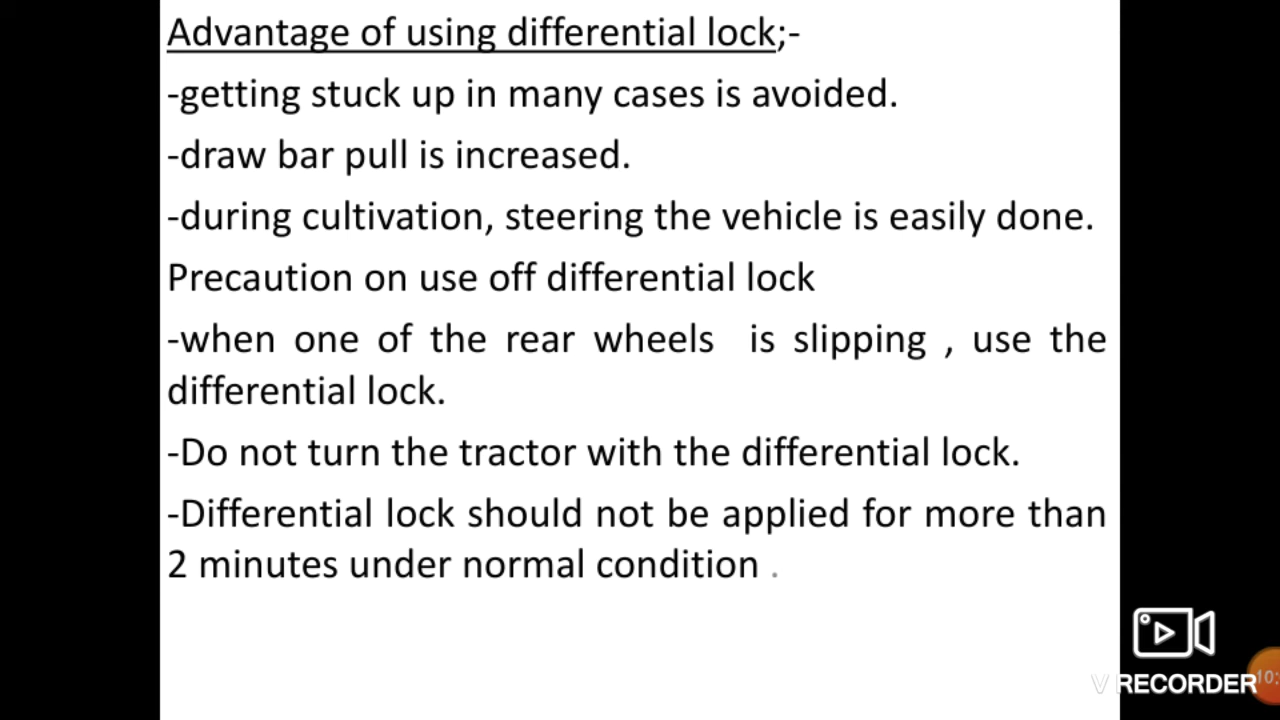 Advantage of using differential lock;-
-getting stuck up in many cases is avoided.
-draw bar pull is increased.
-during cultivation, steering the vehicle is easily done.
Precaution on use off differential lock
-when one of the rear wheels is slipping , use the
differential lock.
-Do not turn the tractor with the differential lock.
-Differential lock should not be applied for more than
2 minutes under normal condition .
V RECORDER
10: